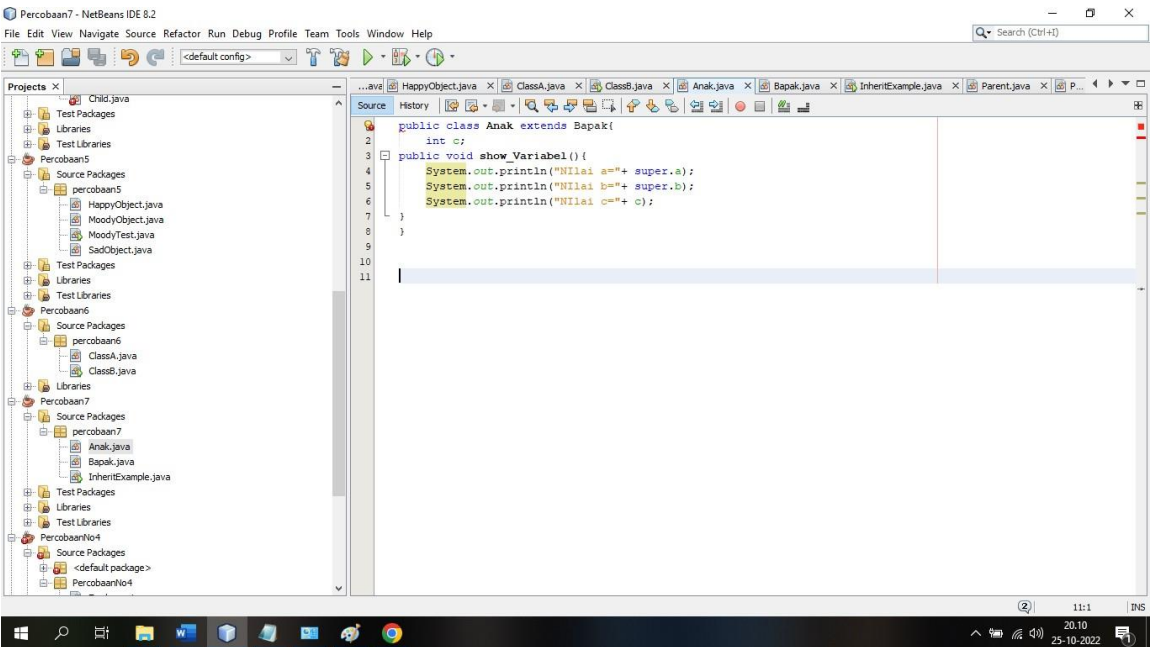 Percobaan7 - NetBeans IDE 8.2
File Edit View Navigate Source Refactor Run Debug Profile Team Tools Window Help
Search (Ctrl+I)
<default config>
Projects
Child.java
Test Packages
Libraries
Test Libraries
Percobaan5
Source Packages
percobaan5
HappyObject.java
MoodyObject.java
MoodyTest.java
SadObject.java
Test Packages
Libraries
Test Libraries
Percobaan6
Source Packages
percobaan6
ClassA.java
ClassB.java
Libraries
Percobaan7
Source Packages
percobaan7
Anak.java
Bapak.java
InheritExample.java
Test Packages
Libraries
Test Libraries
PercobaanNo4
Source Packages
<default package>
PercobaanNo4
...ava HappyObject.java ClassA.java ClassB.java Anak.java Bapak.java InheritExample.java Parent.java P...
Source History
public class Anak extends Bapak{
2 int c;
3 public void show_Variabel(){
4 System.out.println("NIlai a="+ super.a);
5 System.out.println("NIlai b="+ super.b);
6 System.out.println("NIlai c="+ c);
7 }
8 }
9
10
11
2 11:1 INS
20.10
25-10-2022